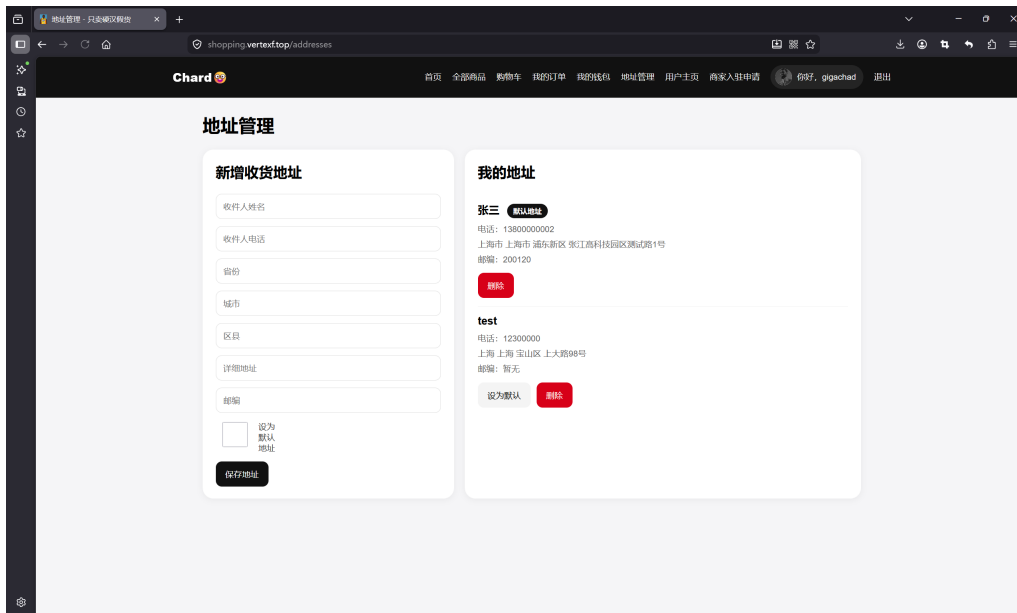 地址管理 - 只卖硬汉假货
shopping.vertexf.top/addresses
Chard
首页 全部商品 购物车 我的订单 我的钱包 地址管理 用户主页 商家入驻申请 你好，gigachad 退出
地址管理
新增收货地址
收件人姓名
收件人电话
省份
城市
区县
详细地址
邮编
设为
默认
地址
保存地址
我的地址
张三 默认地址
电话：13800000002
上海市 上海市 浦东新区 张江高科技园区测试路1号
邮编：200120
删除
test
电话：12300000
上海 上海 宝山区 上大路98号
邮编：暂无
设为默认 删除